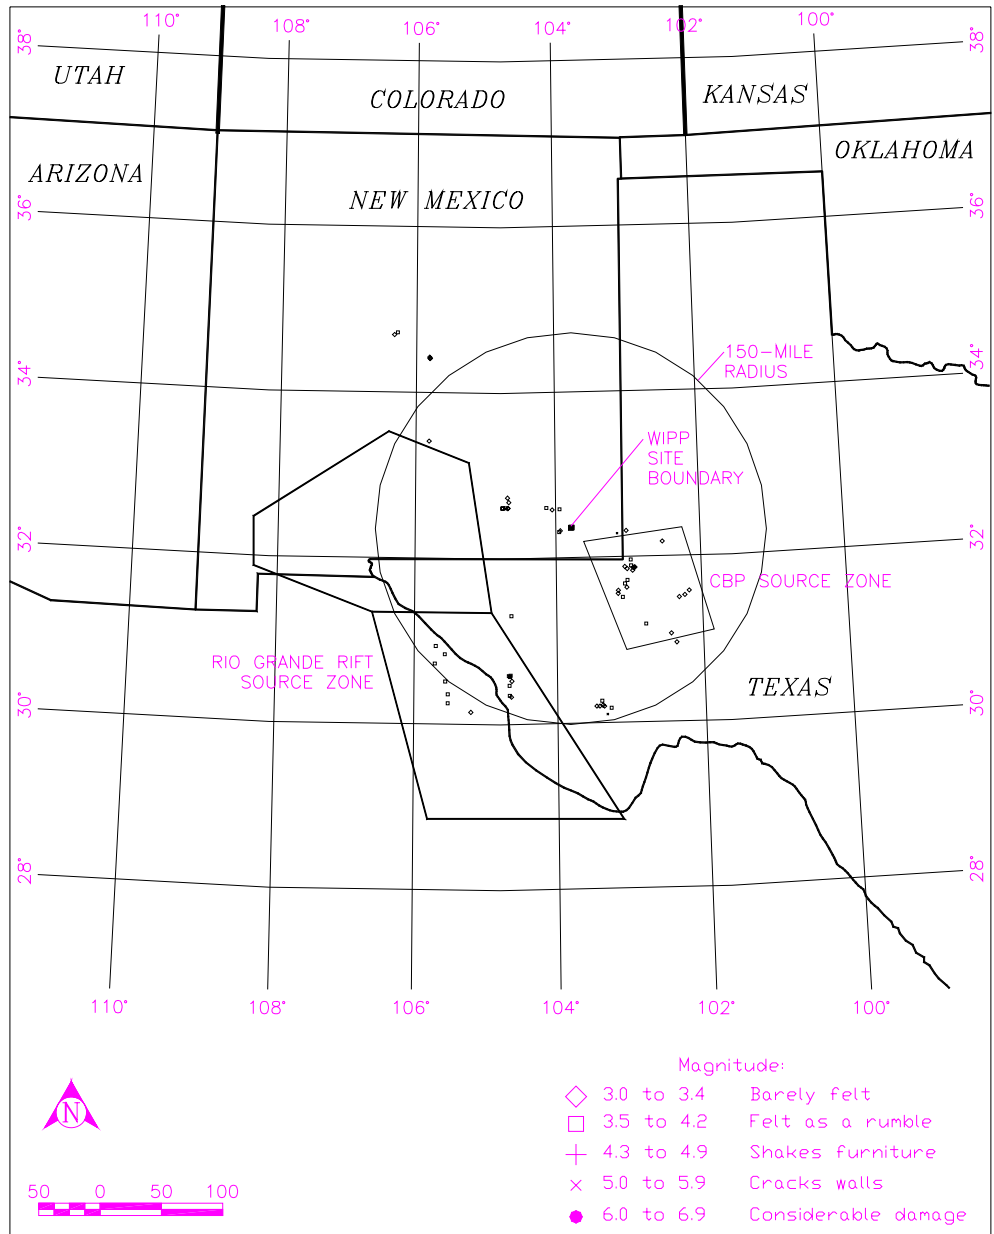 110° 108° 106° 104° 102° 100°
38° 38°
UTAH
COLORADO
KANSAS
ARIZONA
OKLAHOMA
NEW MEXICO
36° 36°
150-MILE
RADIUS
34° 34°
WIPP
SITE
BOUNDARY
32° 32°
CBP SOURCE ZONE
RIO GRANDE RIFT
SOURCE ZONE
TEXAS
30° 30°
28° 28°
110° 108° 106° 104° 102° 100°
Magnitude:
3.0 to 3.4 Barely felt
3.5 to 4.2 Felt as a rumble
4.3 to 4.9 Shakes furniture
5.0 to 5.9 Cracks walls
6.0 to 6.9 Considerable damage
N
50 0 50 100